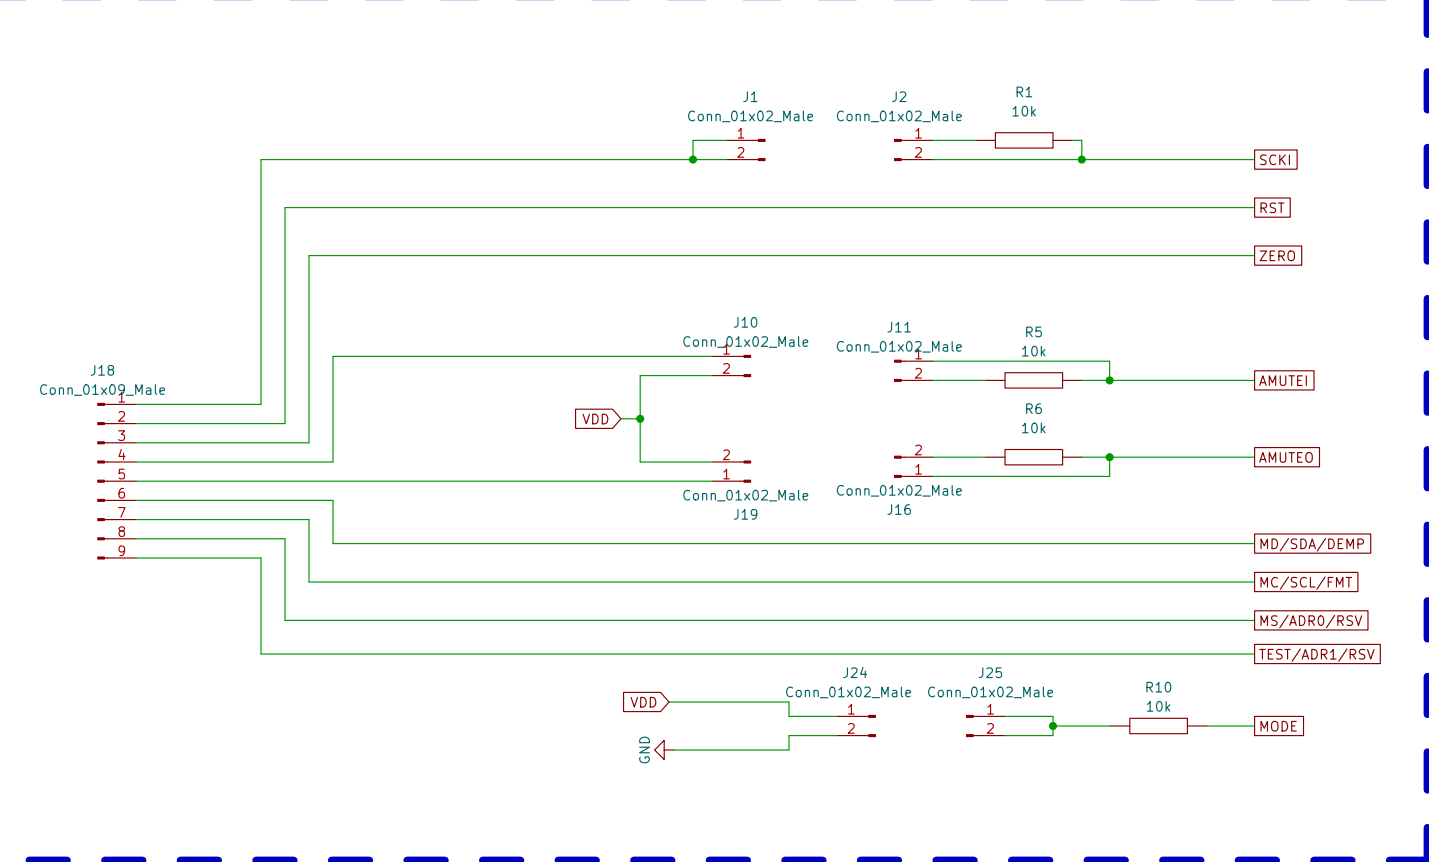 R1
10k
J1
Conn_01x02_Male
1
2
J2
Conn_01x02_Male
1
2
SCKI
RST
ZERO
J10
Conn_01x02_Male
1
2
J11
Conn_01x02_Male
1
2
R5
10k
AMUTEI
J18
Conn_01x09_Male
1
2
3
4
5
6
7
8
9
VDD
R6
10k
2
1
Conn_01x02_Male
J19
2
1
Conn_01x02_Male
J16
AMUTEO
MD/SDA/DEMP
MC/SCL/FMT
MS/ADR0/RSV
TEST/ADR1/RSV
J24
Conn_01x02_Male
1
2
J25
Conn_01x02_Male
1
2
R10
10k
VDD
GND
MODE